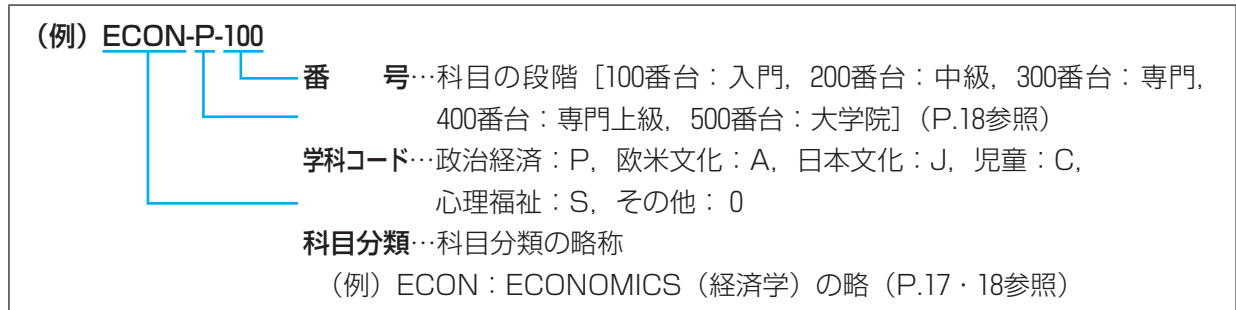 （例）ECON-P-100
番　　号…科目の段階［100番台：入門，200番台：中級，300番台：専門，
400番台：専門上級，500番台：大学院］（P.18参照）
学科コード…政治経済：P，欧米文化：A，日本文化：J，児童：C，
心理福祉：S，その他：0
科目分類…科目分類の略称
（例）ECON：ECONOMICS（経済学）の略（P.17・18参照）